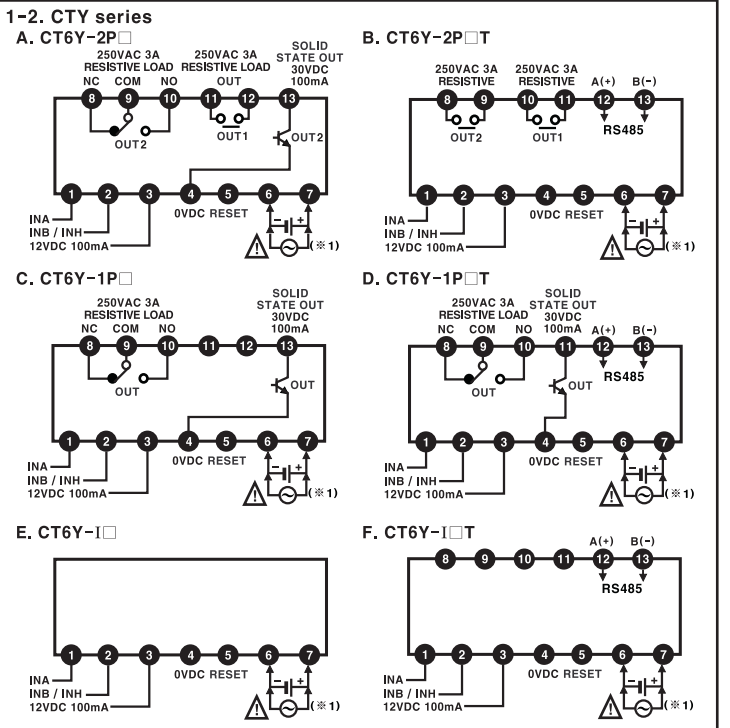 1-2. CTY series
A. CT6Y-2P□
250VAC 3A RESISTIVE LOAD
NC COM NO
250VAC 3A RESISTIVE LOAD
OUT
SOLID STATE OUT 30VDC 100mA
8 9 10 11 12 13
OUT2
OUT1
OUT2
1 2 3 4 5 6 7
0VDC RESET
INA
INB / INH
12VDC 100mA
- +
(※1)
B. CT6Y-2P□T
250VAC 3A RESISTIVE
250VAC 3A RESISTIVE
A(+) B(-)
8 9 10 11 12 13
OUT2
OUT1
RS485
1 2 3 4 5 6 7
0VDC RESET
INA
INB / INH
12VDC 100mA
- +
(※1)
C. CT6Y-1P□
250VAC 3A RESISTIVE LOAD
NC COM NO
SOLID STATE OUT 30VDC 100mA
8 9 10 11 12 13
OUT
OUT
1 2 3 4 5 6 7
0VDC RESET
INA
INB / INH
12VDC 100mA
- +
(※1)
D. CT6Y-1P□T
250VAC 3A RESISTIVE LOAD
NC COM NO
SOLID STATE OUT 30VDC 100mA
A(+) B(-)
8 9 10 11 12 13
OUT
OUT
RS485
1 2 3 4 5 6 7
0VDC RESET
INA
INB / INH
12VDC 100mA
- +
(※1)
E. CT6Y-I□
1 2 3 4 5 6 7
0VDC RESET
INA
INB / INH
12VDC 100mA
- +
(※1)
F. CT6Y-I□T
A(+) B(-)
8 9 10 11 12 13
RS485
1 2 3 4 5 6 7
0VDC RESET
INA
INB / INH
12VDC 100mA
- +
(※1)